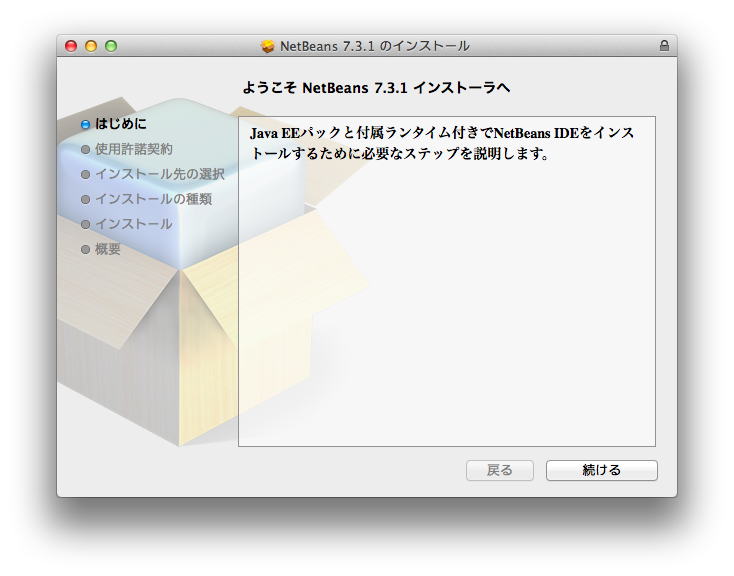 NetBeans 7.3.1 のインストール
ようこそ NetBeans 7.3.1 インストーラへ
はじめに
使用許諾契約
インストール先の選択
インストールの種類
インストール
概要
Java EEパックと付属ランタイム付きでNetBeans IDEをインス
トールするために必要なステップを説明します。
戻る
続ける